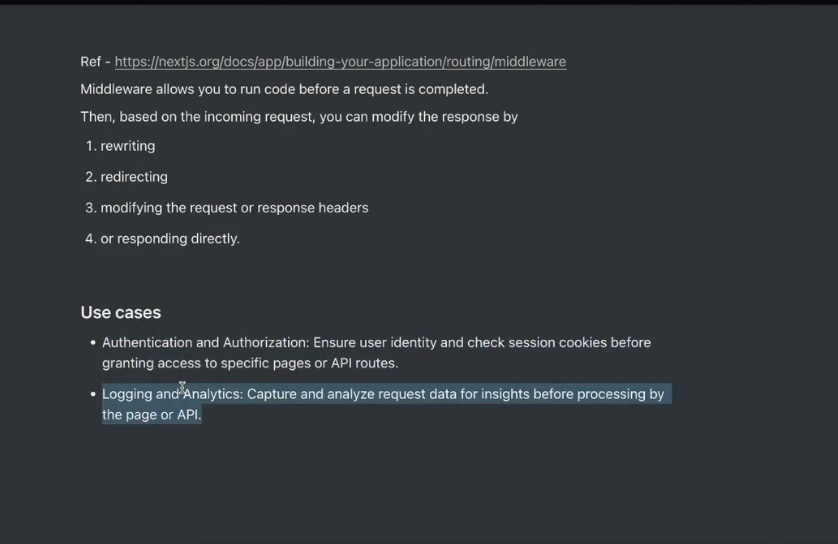 Ref - https://nextjs.org/docs/app/building-your-application/routing/middleware
Middleware allows you to run code before a request is completed.
Then, based on the incoming request, you can modify the response by
1. rewriting
2. redirecting
3. modifying the request or response headers
4. or responding directly.
Use cases
• Authentication and Authorization: Ensure user identity and check session cookies before
granting access to specific pages or API routes.
• Logging and Analytics: Capture and analyze request data for insights before processing by
the page or API.